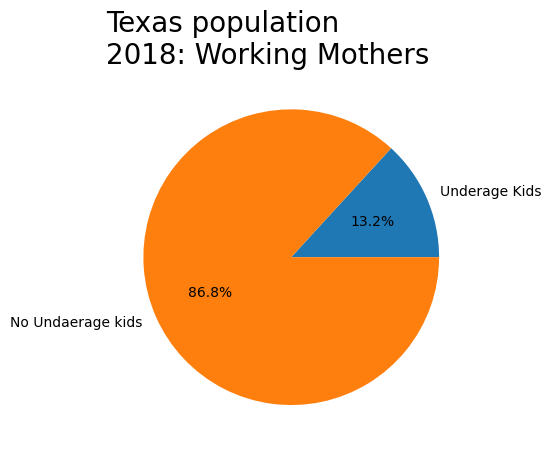 Texas population
2018: Working Mothers
Underage Kids
13.2%
86.8%
No Undaerage kids